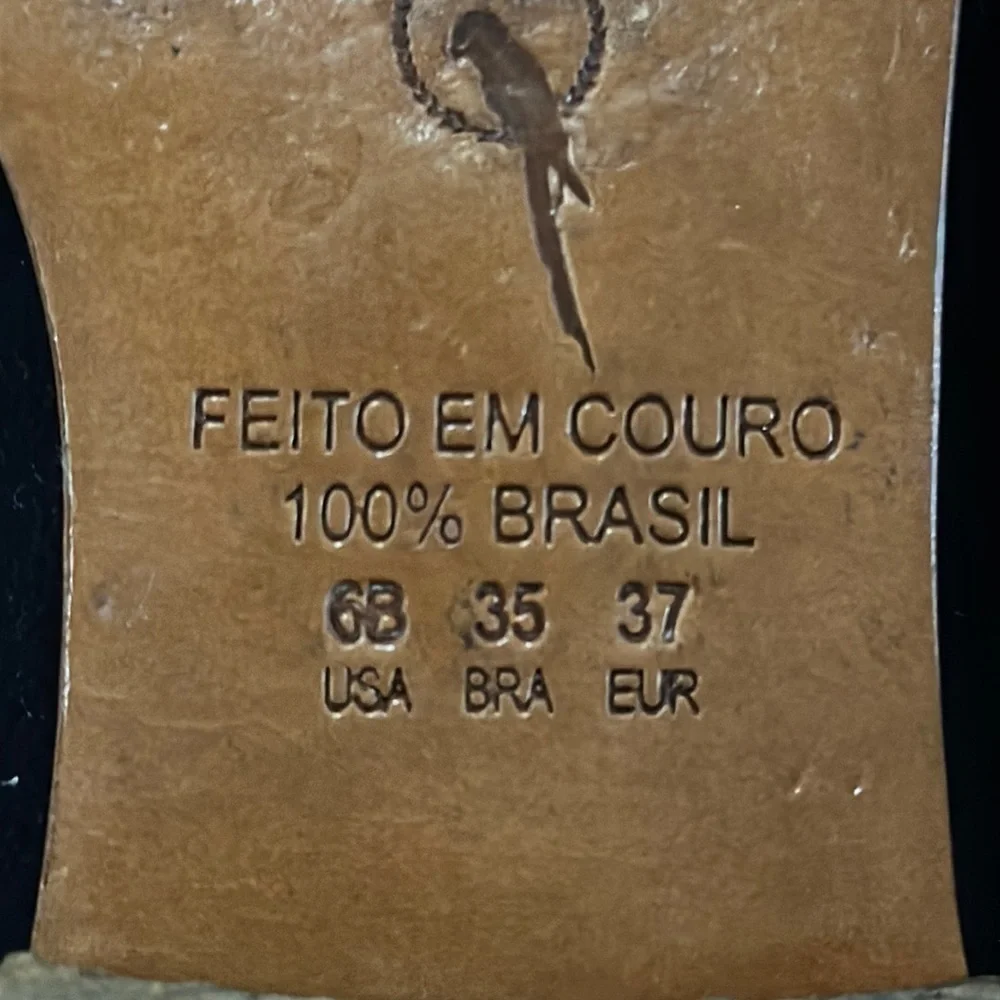 FEITO EM COURO
100% BRASIL
6B 35 37
USA BRA EUR